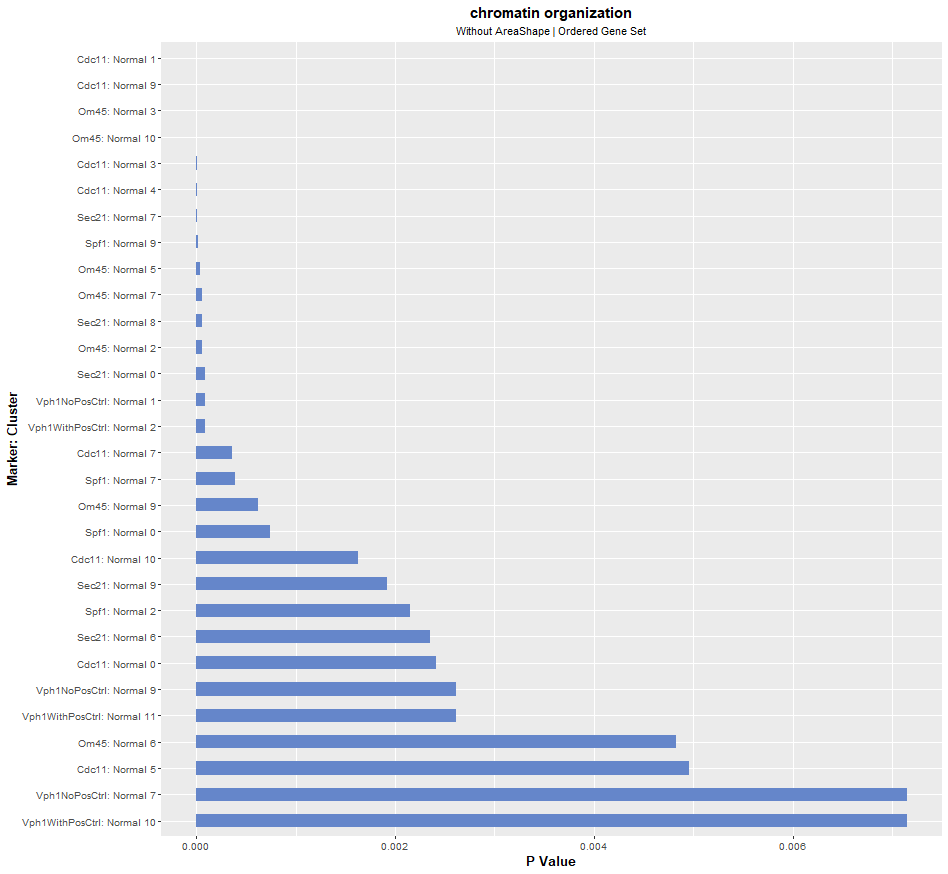 chromatin organization
Without AreaShape | Ordered Gene Set
Marker: Cluster
Cdc11: Normal 1
Cdc11: Normal 9
Om45: Normal 3
Om45: Normal 10
Cdc11: Normal 3
Cdc11: Normal 4
Sec21: Normal 7
Spf1: Normal 9
Om45: Normal 5
Om45: Normal 7
Sec21: Normal 8
Om45: Normal 2
Sec21: Normal 0
Vph1NoPosCtrl: Normal 1
Vph1WithPosCtrl: Normal 2
Cdc11: Normal 7
Spf1: Normal 7
Om45: Normal 9
Spf1: Normal 0
Cdc11: Normal 10
Sec21: Normal 9
Spf1: Normal 2
Sec21: Normal 6
Cdc11: Normal 0
Vph1NoPosCtrl: Normal 9
Vph1WithPosCtrl: Normal 11
Om45: Normal 6
Cdc11: Normal 5
Vph1NoPosCtrl: Normal 7
Vph1WithPosCtrl: Normal 10
0.000 0.002 0.004 0.006
P Value